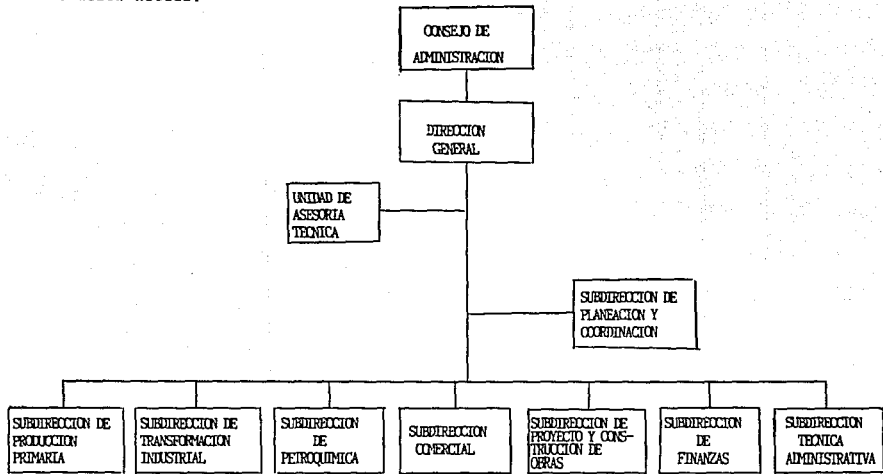 CONSEJO DE
ADMINISTRACION
DIRECCION
GENERAL
UNIDAD DE
ASESORIA
TECNICA
SUBDIRECCION DE
PLANEACION Y
COORDINACION
SUBDIRECCION DE
PRODUCCION
PRIMARIA
SUBDIRECCION DE
TRANSFORMACION
INDUSTRIAL
SUBDIRECCION
DE
PETROQUIMICA
SUBDIRECCION
COMERCIAL
SUBDIRECCION DE
PROYECTO Y CONS-
TRUCCION DE
OBRAS
SUBDIRECCION
DE
FINANZAS
SUBDIRECCION
TECNICA
ADMINISTRATIVA